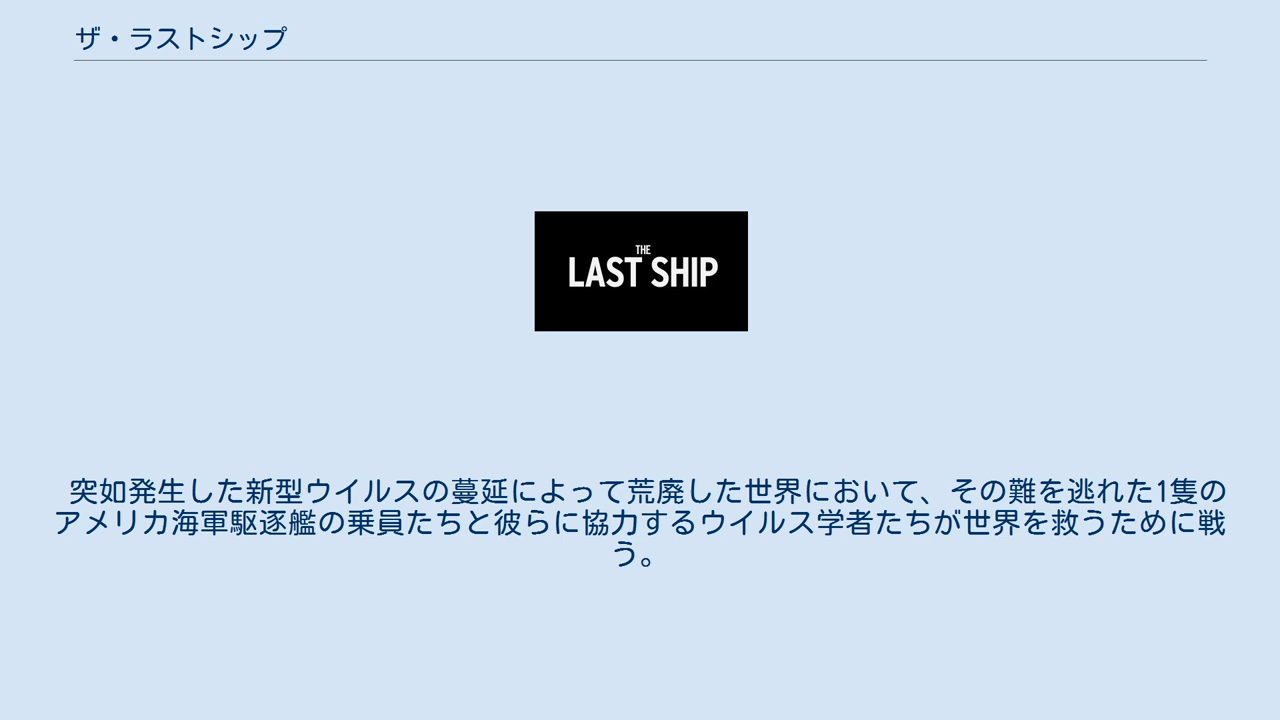 ザ・ラストシップ
THE
LAST SHIP
突如発生した新型ウイルスの蔓延によって荒廃した世界において、その難を逃れた1隻の
アメリカ海軍駆逐艦の乗員たちと彼らに協力するウイルス学者たちが世界を救うために戦
う。